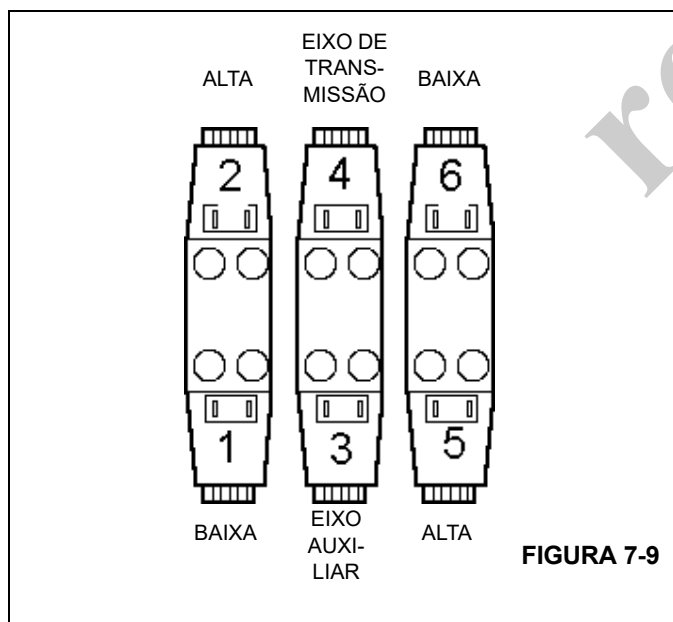 ALTA
EIXO DE
TRANS-
MISSÃO
BAIXA
2 4 6
1 3 5
BAIXA
EIXO
AUXI-
LIAR
ALTA
FIGURA 7-9